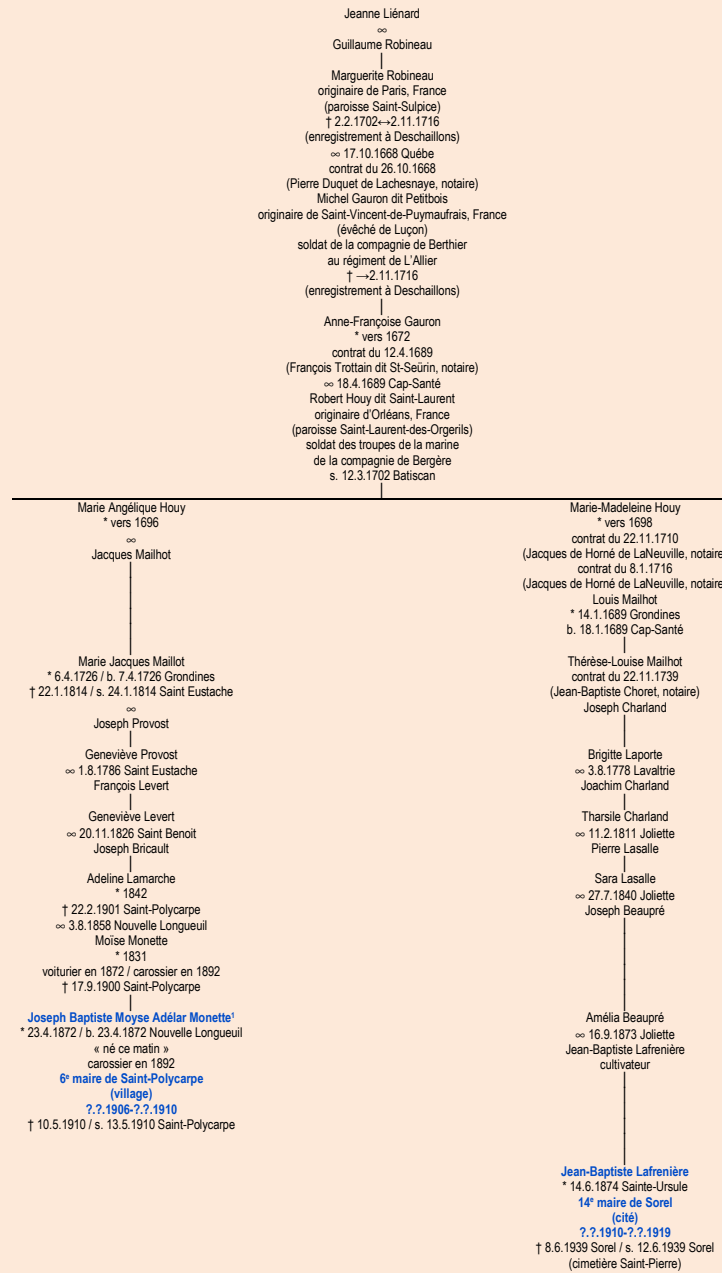 Jeanne Liénard
∞
Guillaume Robineau
Marguerite Robineau
originaire de Paris, France
(paroisse Saint-Sulpice)
† 2.2.1702↔2.11.1716
(enregistrement à Deschaillons)
∞ 17.10.1668 Québe
contrat du 26.10.1668
(Pierre Duquet de Lachesnaye, notaire)
Michel Gauron dit Petitbois
originaire de Saint-Vincent-de-Puymaufrais, France
(évêché de Luçon)
soldat de la compagnie de Berthier
au régiment de L'Allier
† →2.11.1716
(enregistrement à Deschaillons)
Anne-Françoise Gauron
* vers 1672
contrat du 12.4.1689
(François Trottain dit St-Seürin, notaire)
∞ 18.4.1689 Cap-Santé
Robert Houy dit Saint-Laurent
originaire d'Orléans, France
(paroisse Saint-Laurent-des-Orgerils)
soldat des troupes de la marine
de la compagnie de Bergère
s. 12.3.1702 Batiscan
Marie Angélique Houy
* vers 1696
∞
Jacques Mailhot
Marie Jacques Maillot
* 6.4.1726 / b. 7.4.1726 Grondines
† 22.1.1814 / s. 24.1.1814 Saint Eustache
∞
Joseph Provost
Geneviève Provost
∞ 1.8.1786 Saint Eustache
François Levert
Geneviève Levert
∞ 20.11.1826 Saint Benoit
Joseph Bricault
Adeline Lamarche
* 1842
† 22.2.1901 Saint-Polycarpe
∞ 3.8.1858 Nouvelle Longueuil
Moïse Monette
* 1831
voiturier en 1872 / carossier en 1892
† 17.9.1900 Saint-Polycarpe
Joseph Baptiste Moyse Adélar Monette¹
* 23.4.1872 / b. 23.4.1872 Nouvelle Longueuil
« né ce matin »
carossier en 1892
6e maire de Saint-Polycarpe
(village)
?.?.1906-?.?.1910
† 10.5.1910 / s. 13.5.1910 Saint-Polycarpe
Marie-Madeleine Houy
* vers 1698
contrat du 22.11.1710
(Jacques de Horné de LaNeuville, notaire
contrat du 8.1.1716
(Jacques de Horné de LaNeuville, notaire
Louis Mailhot
* 14.1.1689 Grondines
b. 18.1.1689 Cap-Santé
Thérèse-Louise Mailhot
contrat du 22.11.1739
(Jean-Baptiste Choret, notaire)
Joseph Charland
Brigitte Laporte
∞ 3.8.1778 Lavaltrie
Joachim Charland
Tharsile Charland
∞ 11.2.1811 Joliette
Pierre Lasalle
Sara Lasalle
∞ 27.7.1840 Joliette
Joseph Beaupré
Amélia Beaupré
∞ 16.9.1873 Joliette
Jean-Baptiste Lafrenière
cultivateur
Jean-Baptiste Lafrenière
* 14.6.1874 Sainte-Ursule
14e maire de Sorel
(cité)
?.?.1910-?.?.1919
† 8.6.1939 Sorel / s. 12.6.1939 Sorel
(cimetière Saint-Pierre)